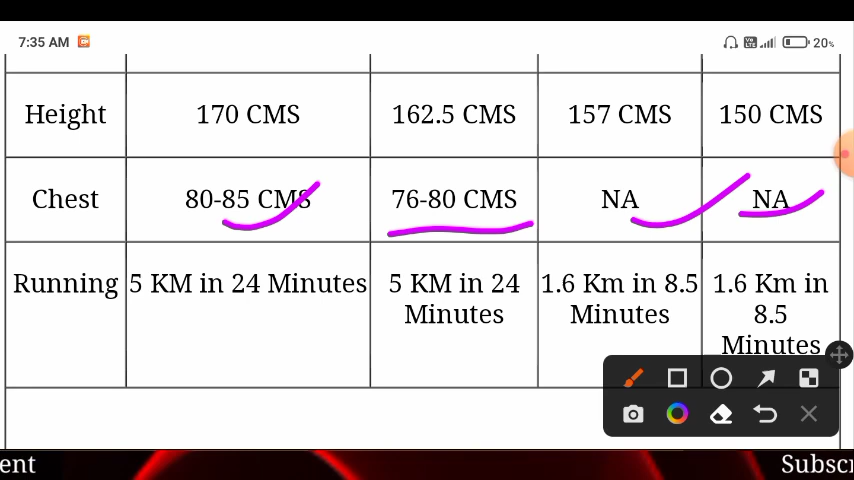 7:35 AM
Vo LTE 20%
Height 170 CMS 162.5 CMS 157 CMS 150 CMS
Chest 80-85 CMS 76-80 CMS NA NA
Running 5 KM in 24 Minutes 5 KM in 24 1.6 Km in 8.5 1.6 Km in
Minutes Minutes 8.5
Minutes
ent Subscr